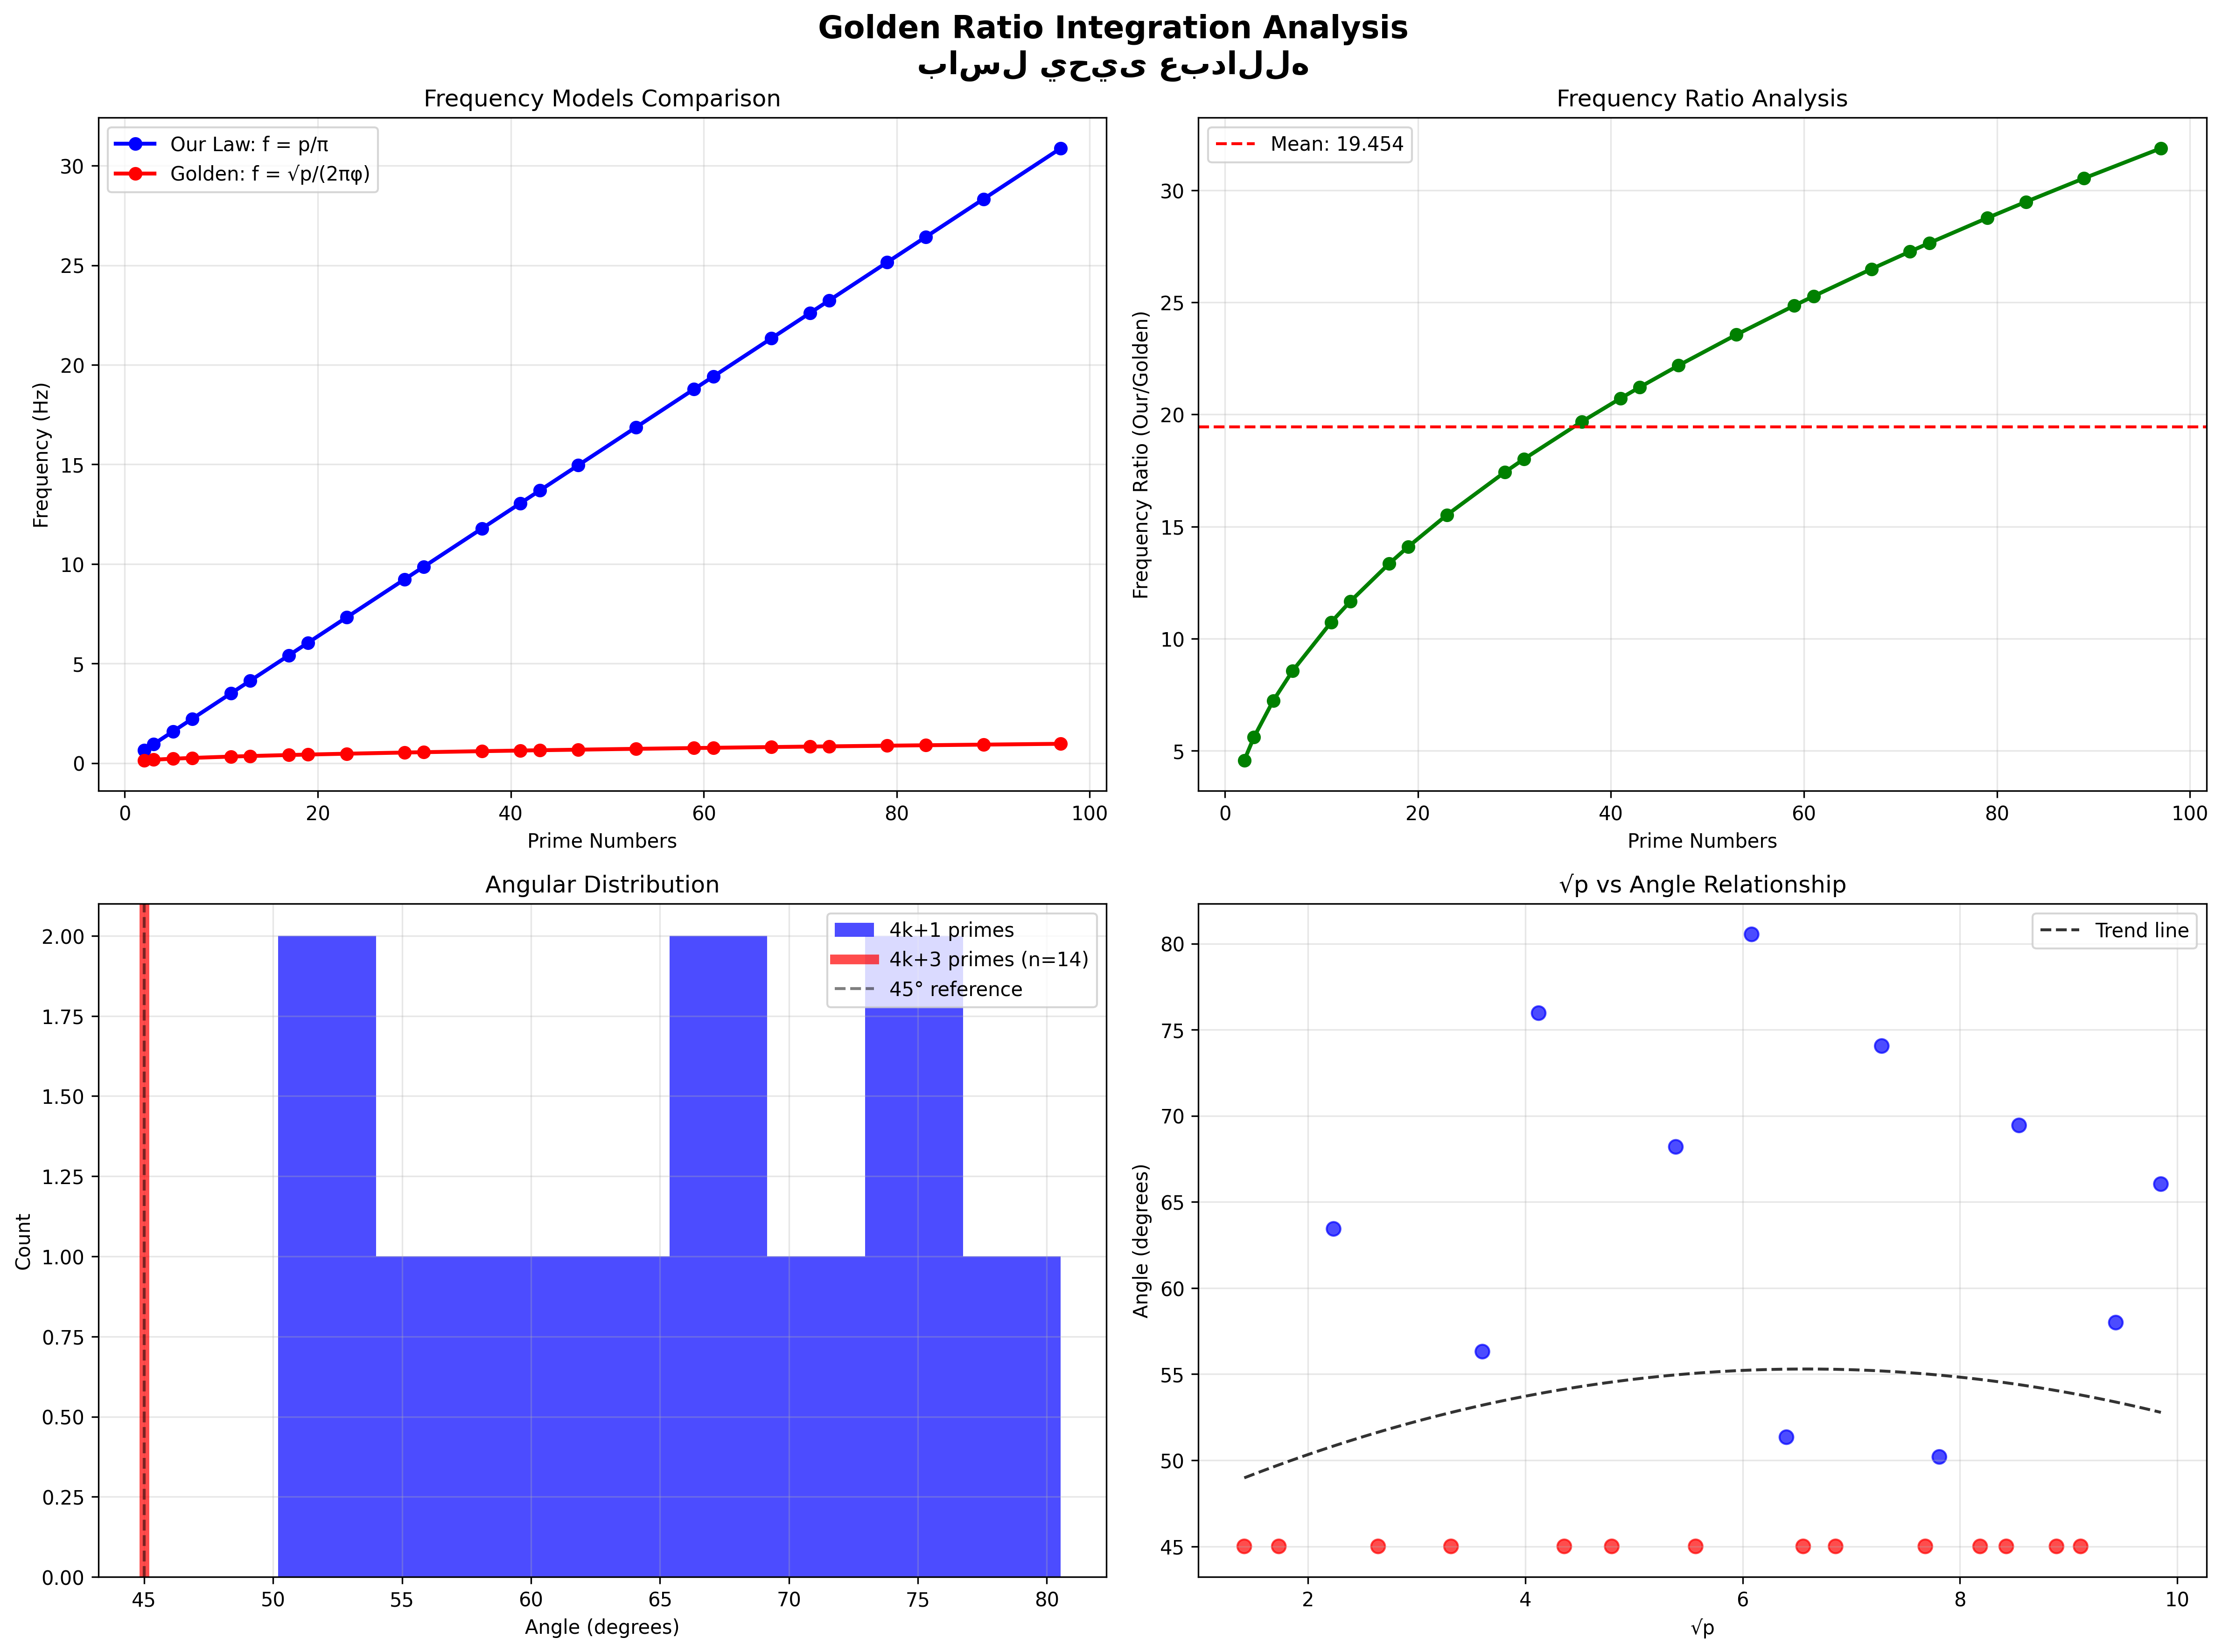 Golden Ratio Integration Analysis
باسل يحيى عبدالله
Frequency Models Comparison
Our Law: f = p/π
Golden: f = √p/(2πφ)
Frequency (Hz)
30
25
20
15
10
5
0
0 20 40 60 80 100
Prime Numbers
Frequency Ratio Analysis
Mean: 19.454
Frequency Ratio (Our/Golden)
30
25
20
15
10
5
0 20 40 60 80 100
Prime Numbers
Angular Distribution
4k+1 primes
4k+3 primes (n=14)
45° reference
Count
2.00
1.75
1.50
1.25
1.00
0.75
0.50
0.25
0.00
45 50 55 60 65 70 75 80
Angle (degrees)
√p vs Angle Relationship
Trend line
Angle (degrees)
80
75
70
65
60
55
50
45
2 4 6 8 10
√p